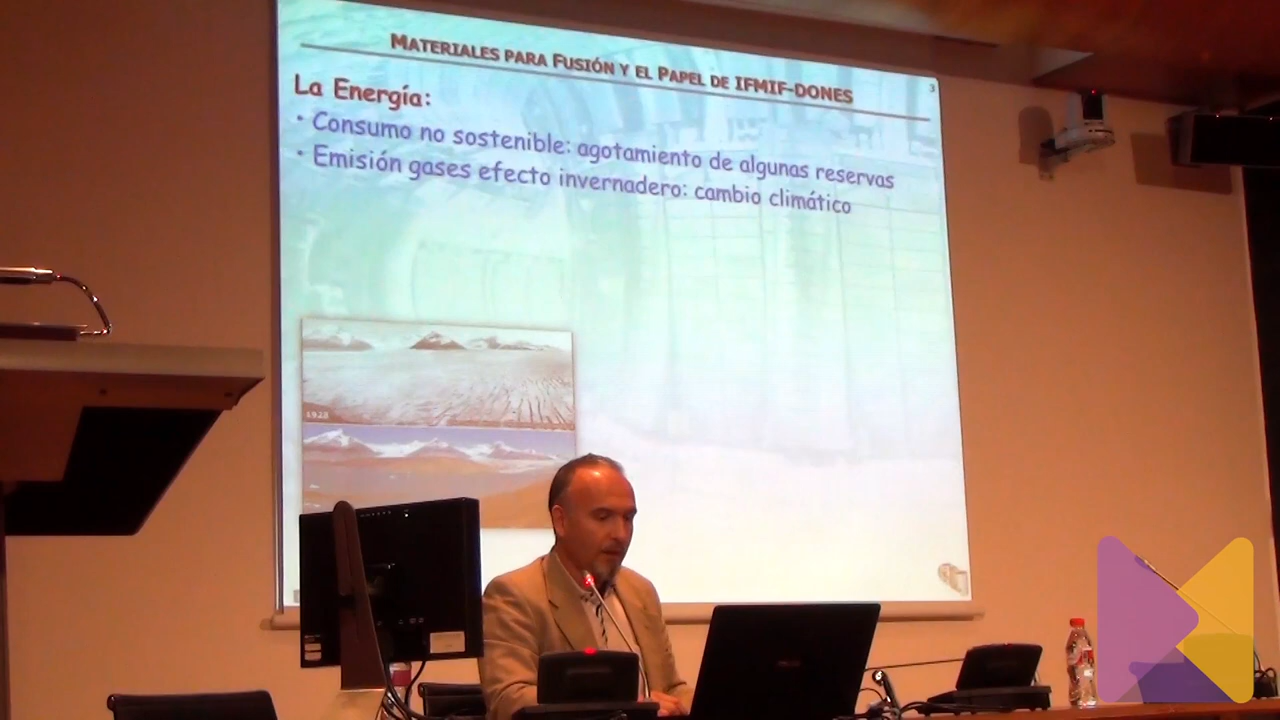 MATERIALES PARA FUSIÓN Y EL PAPEL DE IFMIF-DONES
3
La Energía:
• Consumo no sostenible: agotamiento de algunas reservas
• Emisión gases efecto invernadero: cambio climático
1928